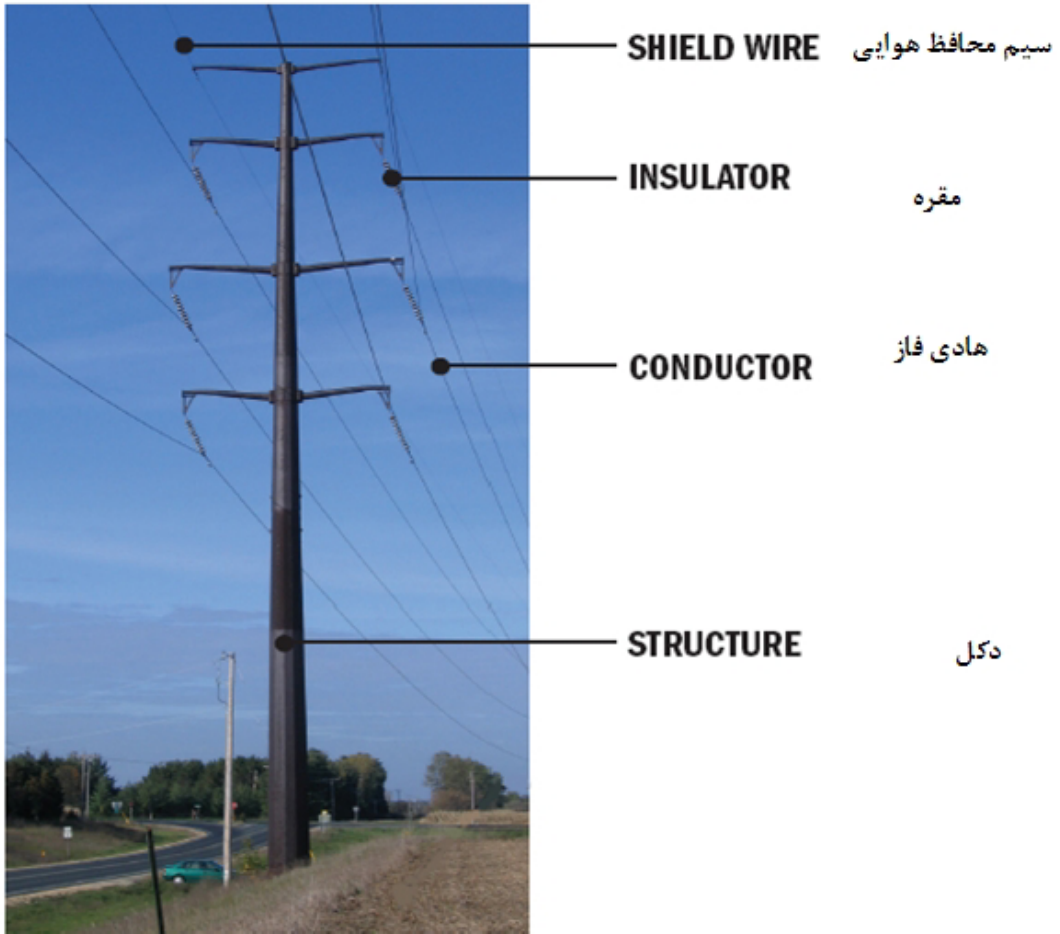 SHIELD WIRE سیم محافظ هوایی
INSULATOR
مقره
هادی فاز
CONDUCTOR
STRUCTURE دکل